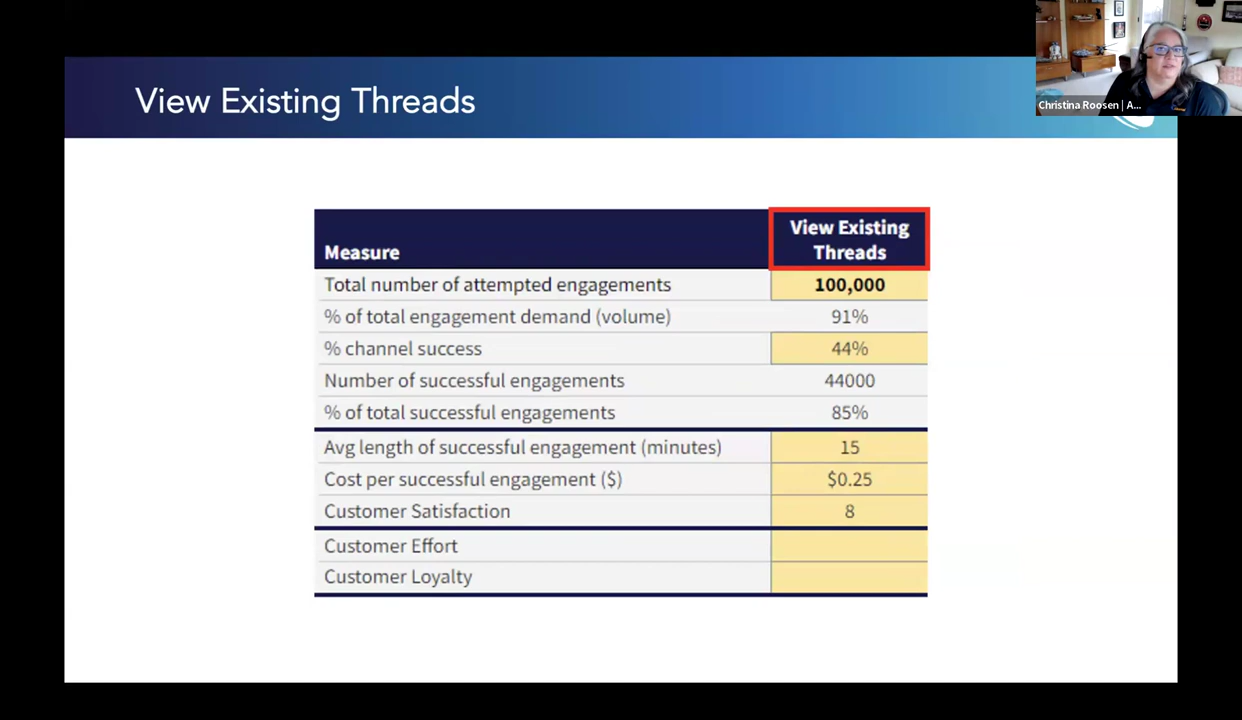 View Existing Threads
Christina Roosen | A...
View Existing
Threads
Measure
Total number of attempted engagements 100,000
% of total engagement demand (volume) 91%
% channel success 44%
Number of successful engagements 44000
% of total successful engagements 85%
Avg length of successful engagement (minutes) 15
Cost per successful engagement ($) $0.25
Customer Satisfaction 8
Customer Effort
Customer Loyalty